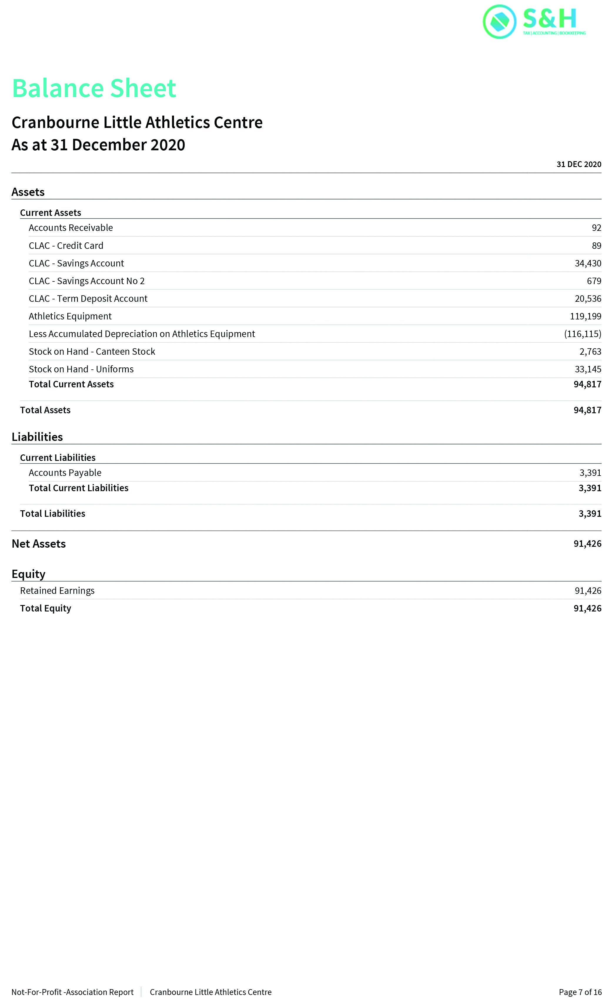 S&H
TAX | ACCOUNTING | BOOKKEEPING
Balance Sheet
Cranbourne Little Athletics Centre
As at 31 December 2020
31 DEC 2020
Assets
Current Assets
Accounts Receivable 92
CLAC - Credit Card 89
CLAC - Savings Account 34,430
CLAC - Savings Account No 2 679
CLAC - Term Deposit Account 20,536
Athletics Equipment 119,199
Less Accumulated Depreciation on Athletics Equipment (116,115)
Stock on Hand - Canteen Stock 2,763
Stock on Hand - Uniforms 33,145
Total Current Assets 94,817
Total Assets 94,817
Liabilities
Current Liabilities
Accounts Payable 3,391
Total Current Liabilities 3,391
Total Liabilities 3,391
Net Assets 91,426
Equity
Retained Earnings 91,426
Total Equity 91,426
Not-For-Profit -Association Report Cranbourne Little Athletics Centre Page 7 of 16